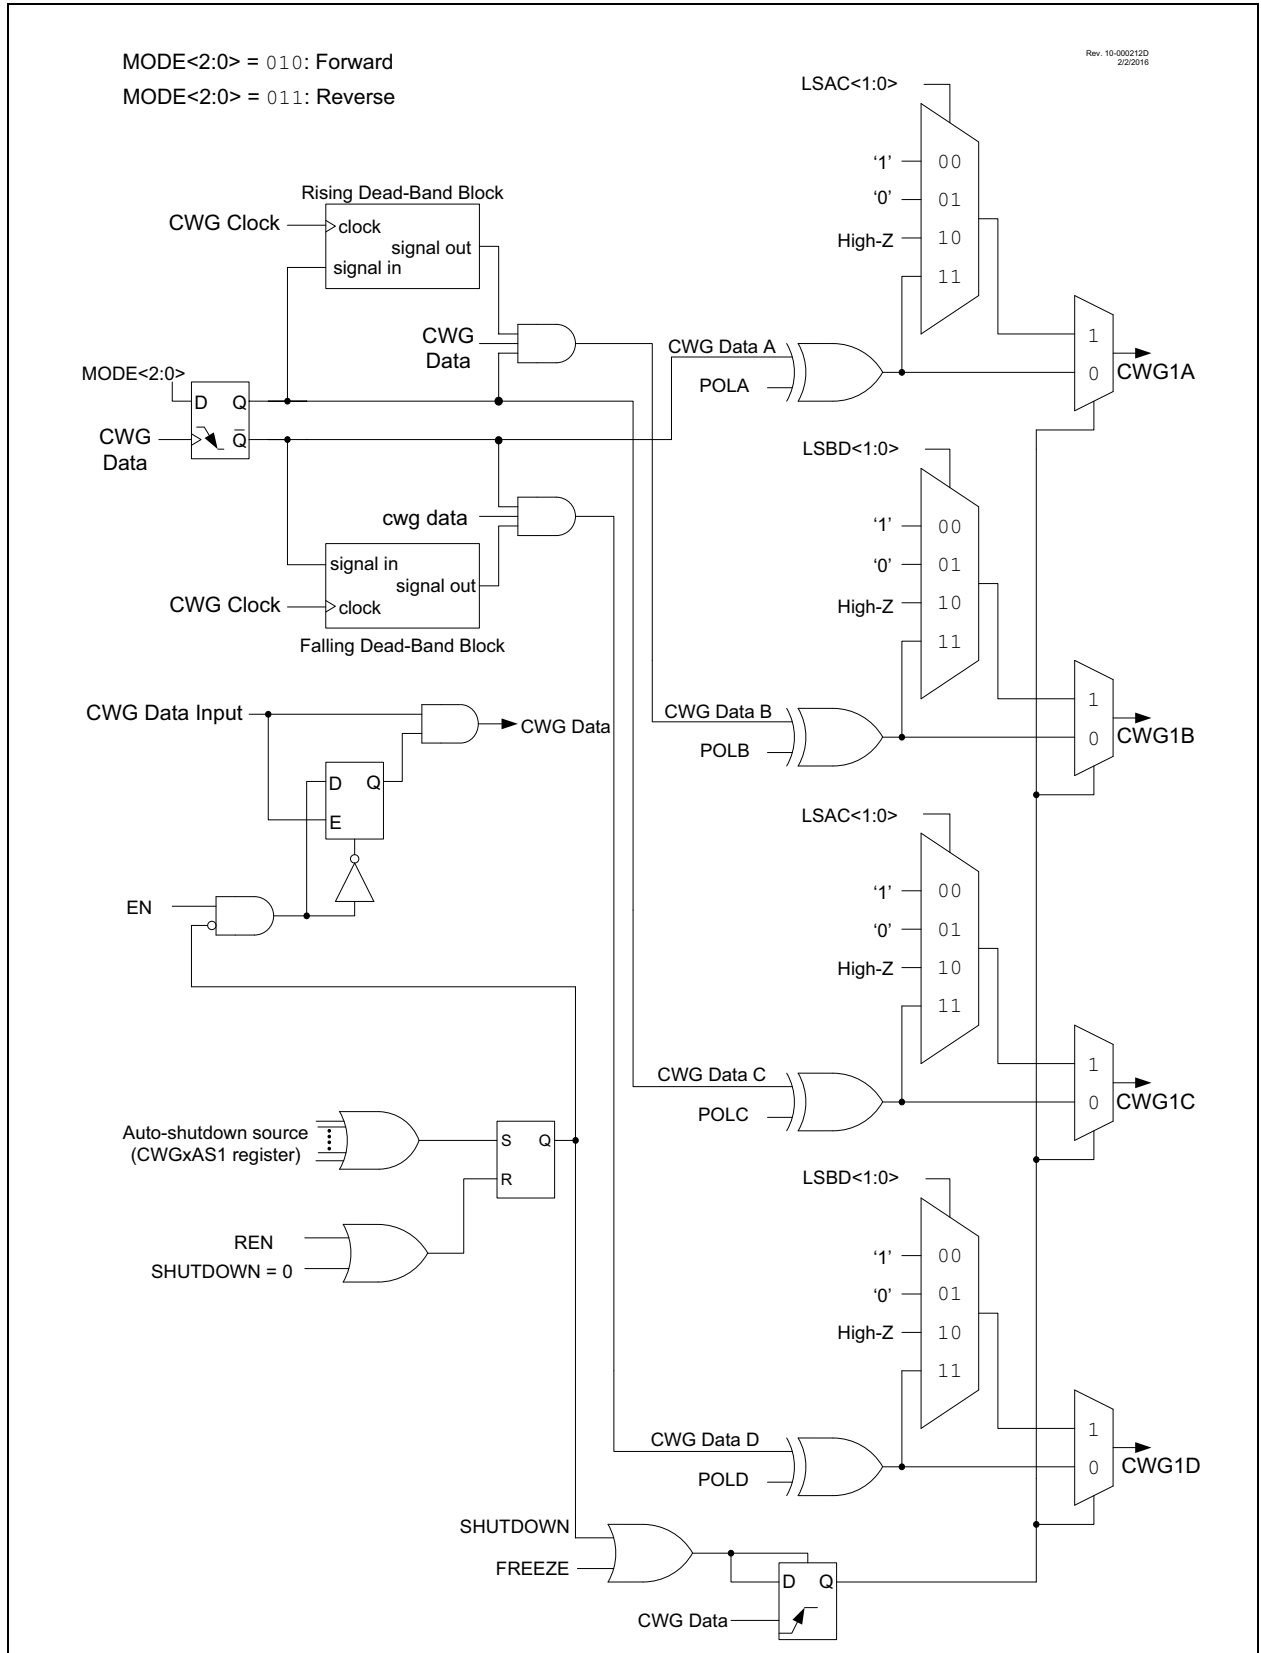 MODE<2:0> = 010: Forward
MODE<2:0> = 011: Reverse
Rev. 10-000212D
2/2/2016
LSAC<1:0>
‘1’
00
‘0’
01
High-Z
10
11
Rising Dead-Band Block
CWG Clock
clock
signal out
signal in
CWG
Data
CWG Data A
POLA
1
0
CWG1A
MODE<2:0>
D
Q
CWG
Data
Q
LSBD<1:0>
‘1’
00
‘0’
01
High-Z
10
11
cwg data
signal in
signal out
CWG Clock
clock
Falling Dead-Band Block
CWG Data Input
CWG Data
D
Q
E
CWG Data B
POLB
1
0
CWG1B
EN
LSAC<1:0>
‘1’
00
‘0’
01
High-Z
10
11
CWG Data C
POLC
1
0
CWG1C
Auto-shutdown source
(CWGxAS1 register)
S
Q
R
REN
SHUTDOWN = 0
LSBD<1:0>
‘1’
00
‘0’
01
High-Z
10
11
CWG Data D
POLD
1
0
CWG1D
SHUTDOWN
FREEZE
D
Q
CWG Data